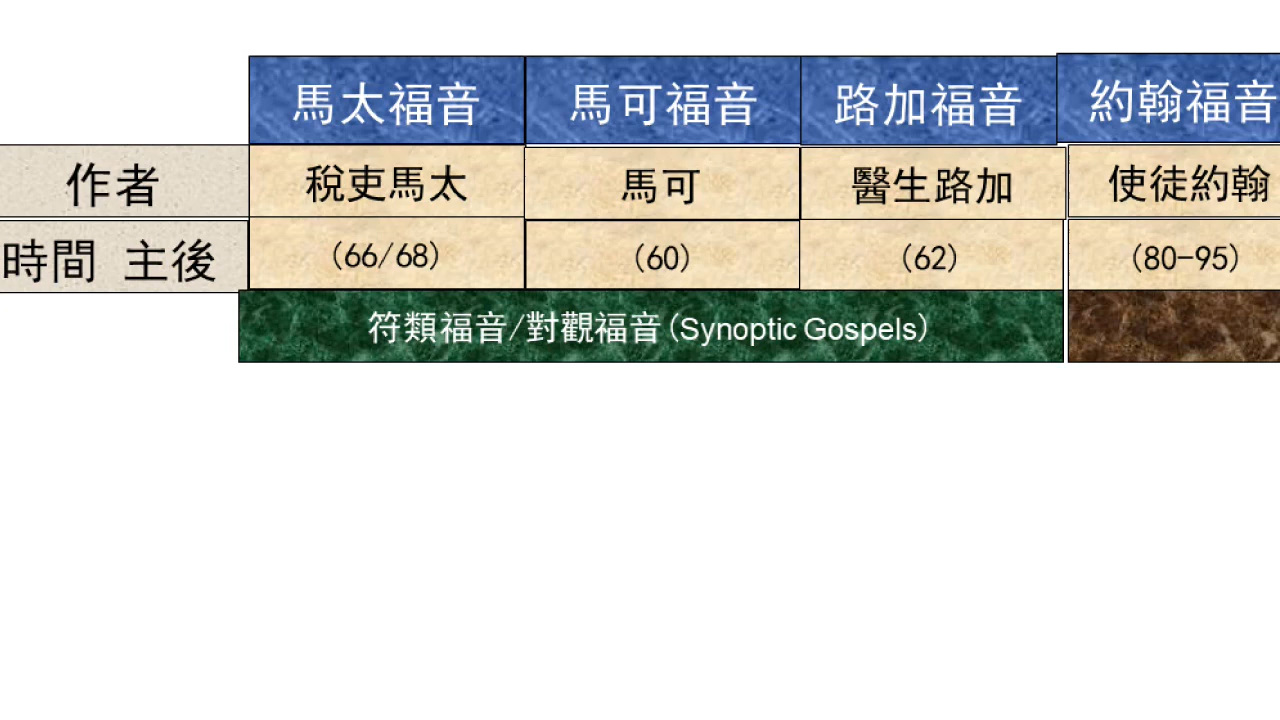 馬太福音 馬可福音 路加福音 約翰福音
作者 稅吏馬太 馬可 醫生路加 使徒約翰
時間 主後 (66/68) (60) (62) (80-95)
符類福音/對觀福音(Synoptic Gospels)